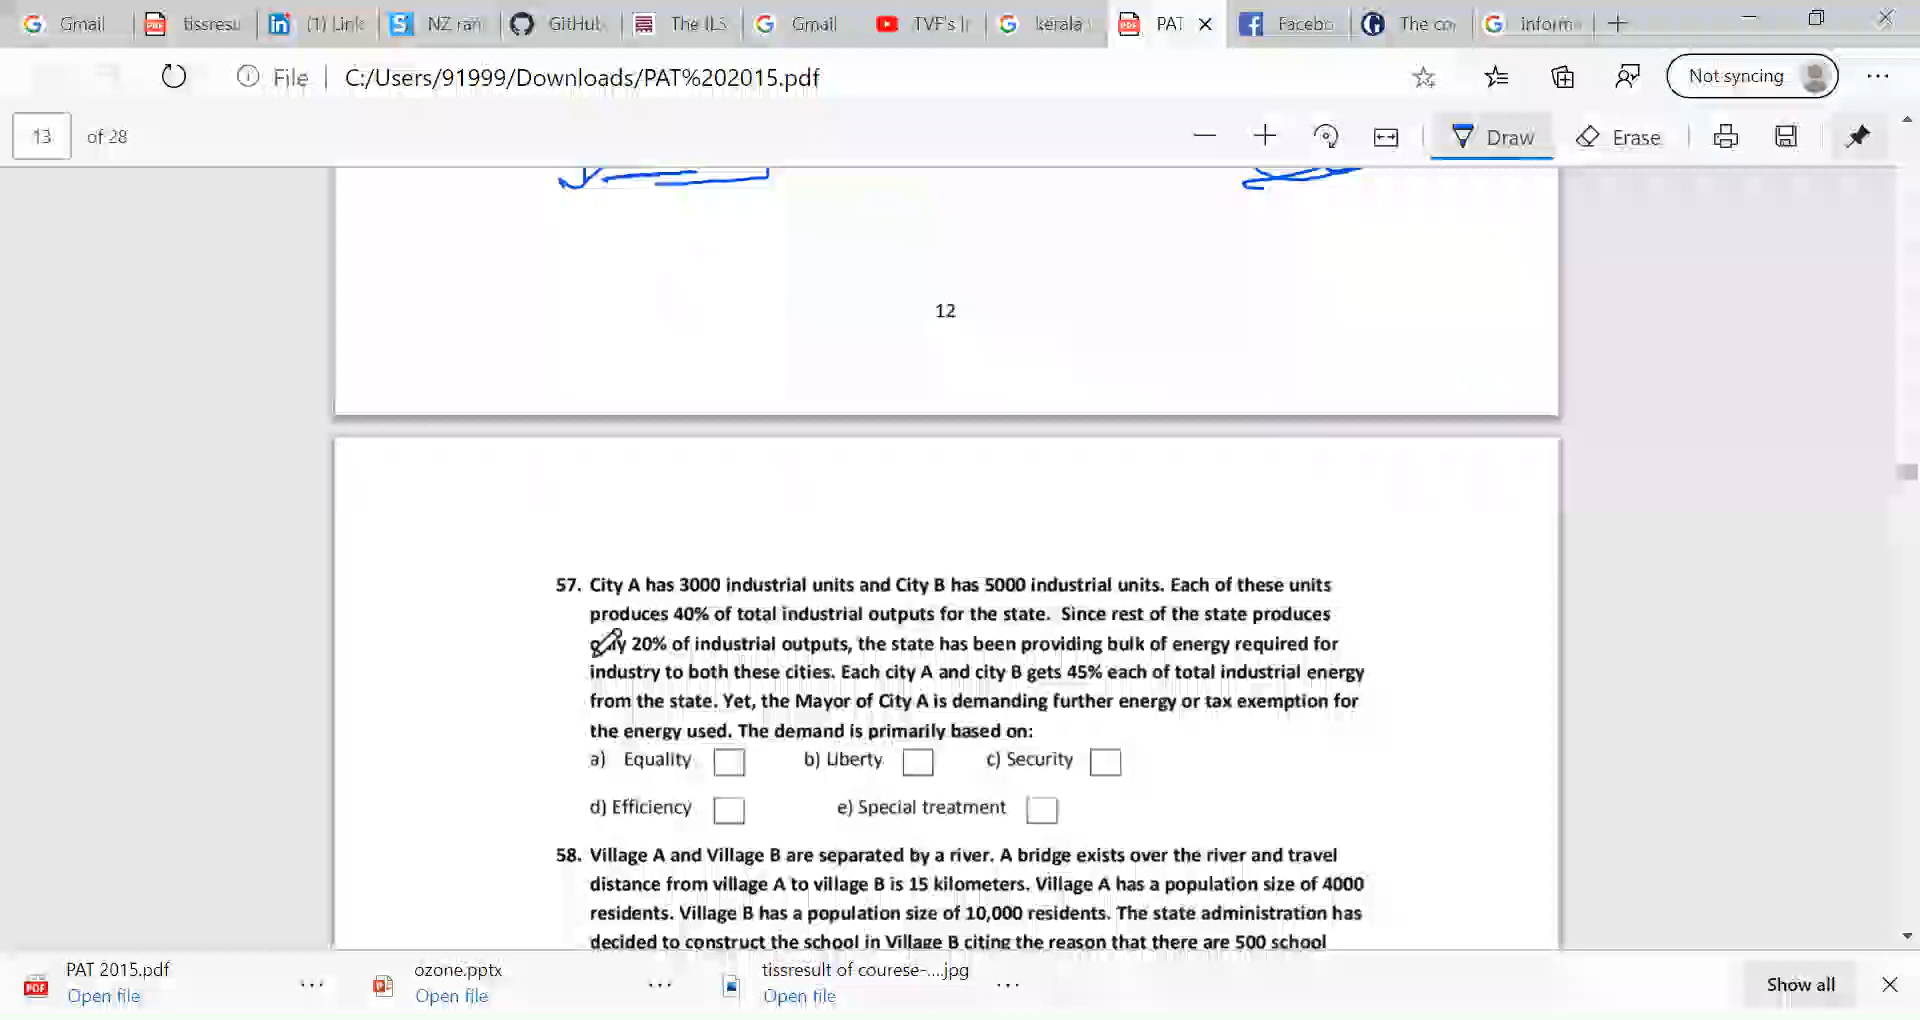 Gmail tissresu (1) Link NZ ran GitHub The ILS Gmail TVF's kerala PAT Facebo The co inform
File C:/Users/91999/Downloads/PAT%202015.pdf Not syncing
13 of 28 Draw Erase
12
57. City A has 3000 industrial units and City B has 5000 industrial units. Each of these units
produces 40% of total industrial outputs for the state. Since rest of the state produces
only 20% of industrial outputs, the state has been providing bulk of energy required for
industry to both these cities. Each city A and city B gets 45% each of total industrial energy
from the state. Yet, the Mayor of City A is demanding further energy or tax exemption for
the energy used. The demand is primarily based on:
a) Equality b) Liberty c) Security
d) Efficiency e) Special treatment
58. Village A and Village B are separated by a river. A bridge exists over the river and travel
distance from village A to village B is 15 kilometers. Village A has a population size of 4000
residents. Village B has a population size of 10,000 residents. The state administration has
decided to construct the school in Village B citing the reason that there are 500 school
PAT 2015.pdf ozone.pptx tissresult of courese-....jpg Show all
Open file Open file Open file